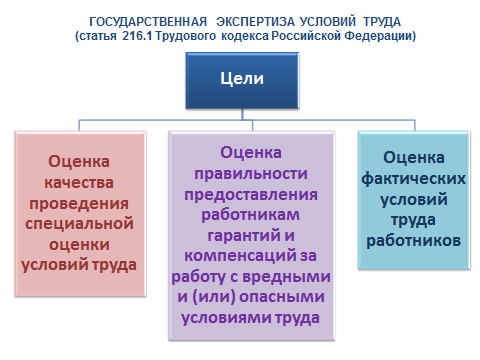 ГОСУДАРСТВЕННАЯ ЭКСПЕРТИЗА УСЛОВИЙ ТРУДА
(статья 216.1 Трудового кодекса Российской Федерации)
Цели
Оценка
качества
проведения
специальной
оценки
условий труда
Оценка
правильности
предоставления
работникам
гарантий и
компенсаций за
работу с вредными
и (или) опасными
условиями труда
Оценка
фактических
условий
труда
работников